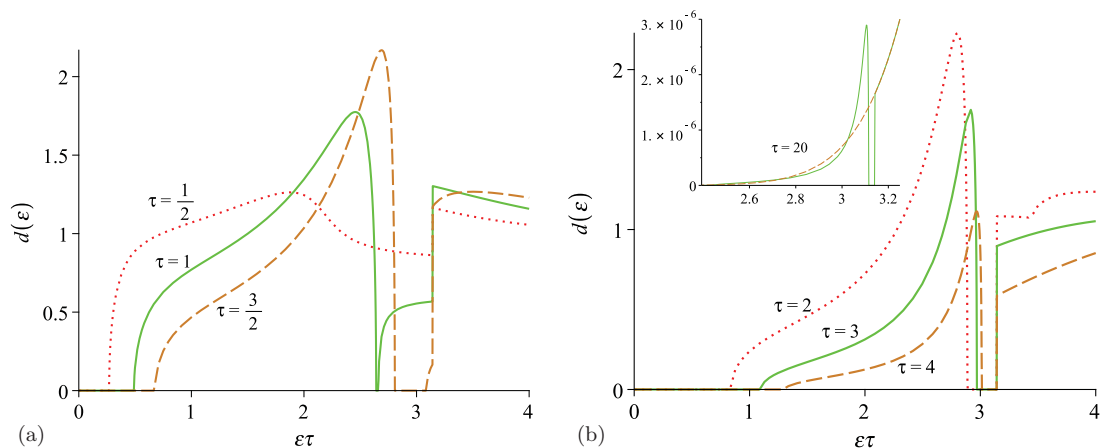 2
1.5
1
0.5
0
d(ε)
τ = 1/2
τ = 1
τ = 3/2
0 1 2 3 4
(a) ετ
3. × 10⁻⁶
2. × 10⁻⁶
1. × 10⁻⁶
0
τ = 20
2.6 2.8 3 3.2
2
1
0
d(ε)
τ = 2
τ = 3
τ = 4
0 1 2 3 4
(b) ετ